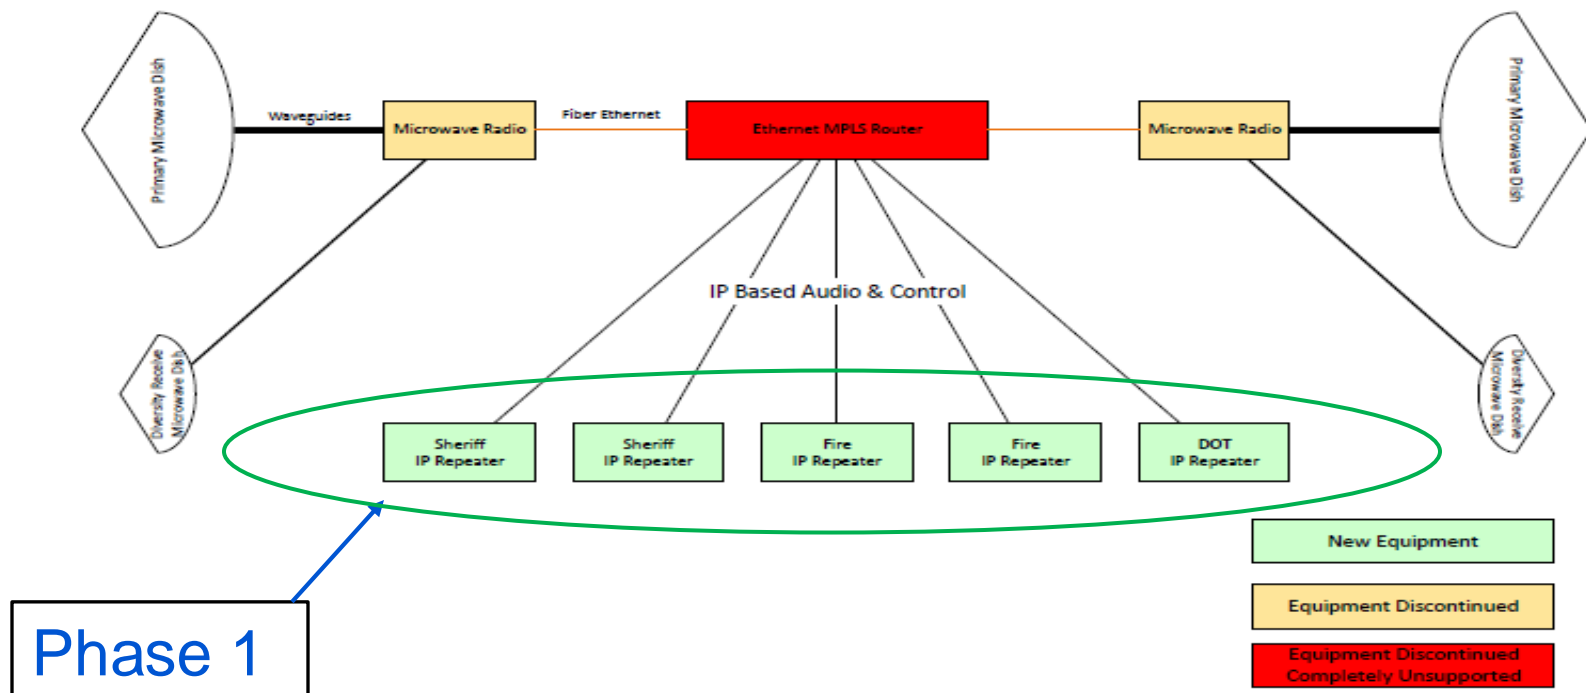 Primary Microwave Dish
Waveguides
Microwave Radio
Fiber Ethernet
Ethernet MPLS Router
Microwave Radio
Primary Microwave Dish
IP Based Audio & Control
Diversity Receive
Microwave Dish
Diversity Receive
Microwave Dish
Sheriff
IP Repeater
Sheriff
IP Repeater
Fire
IP Repeater
Fire
IP Repeater
DOT
IP Repeater
New Equipment
Equipment Discontinued
Equipment Discontinued
Completely Unsupported
Phase 1